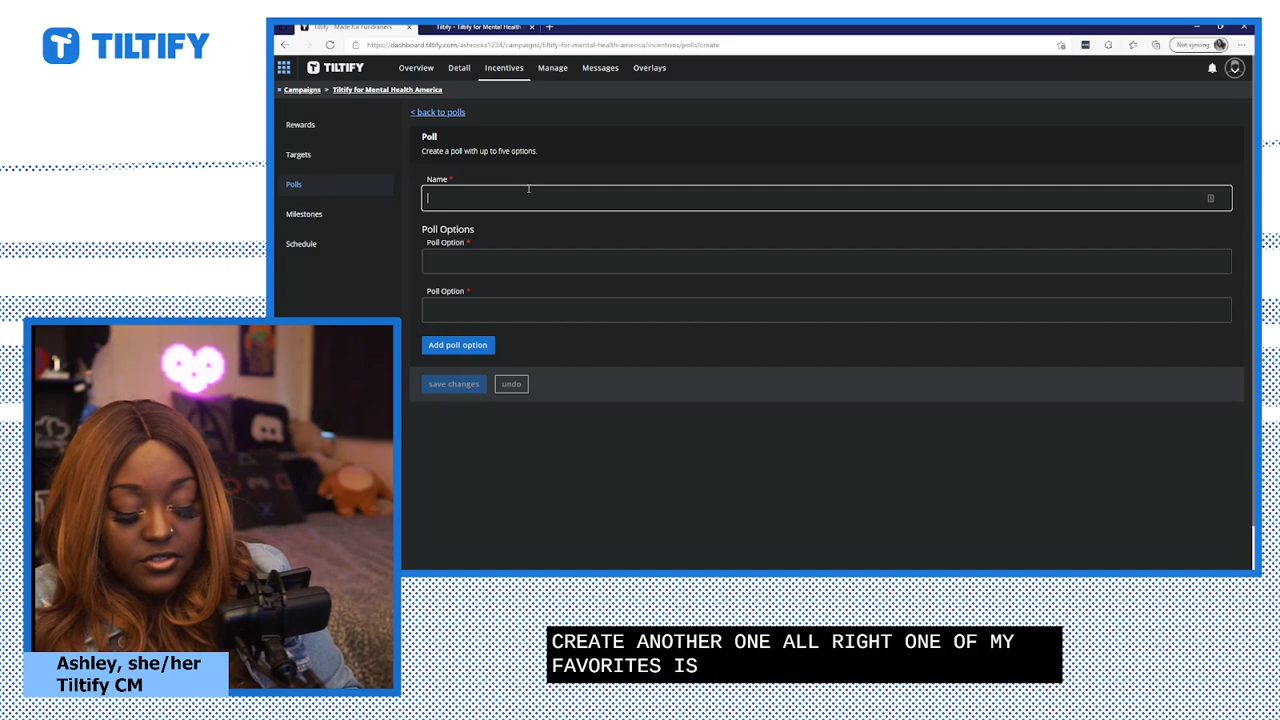 TILTIFY
Tiltify - Made for Fundraisers
Tiltify - Tiltify for Mental Health
https://dashboard.tiltify.com/ashrocks1234/campaigns/tiltify-for-mental-health-america/incentives/polls/create
Not syncing
TILTIFY
Overview
Detail
Incentives
Manage
Messages
Overlays
Campaigns > Tiltify for Mental Health America
Rewards
Targets
Polls
Milestones
Schedule
< back to polls
Poll
Create a poll with up to five options.
Name *
Poll Options
Poll Option *
Poll Option *
Add poll option
save changes
undo
Ashley, she/her
Tiltify CM
CREATE ANOTHER ONE ALL RIGHT ONE OF MY
FAVORITES IS